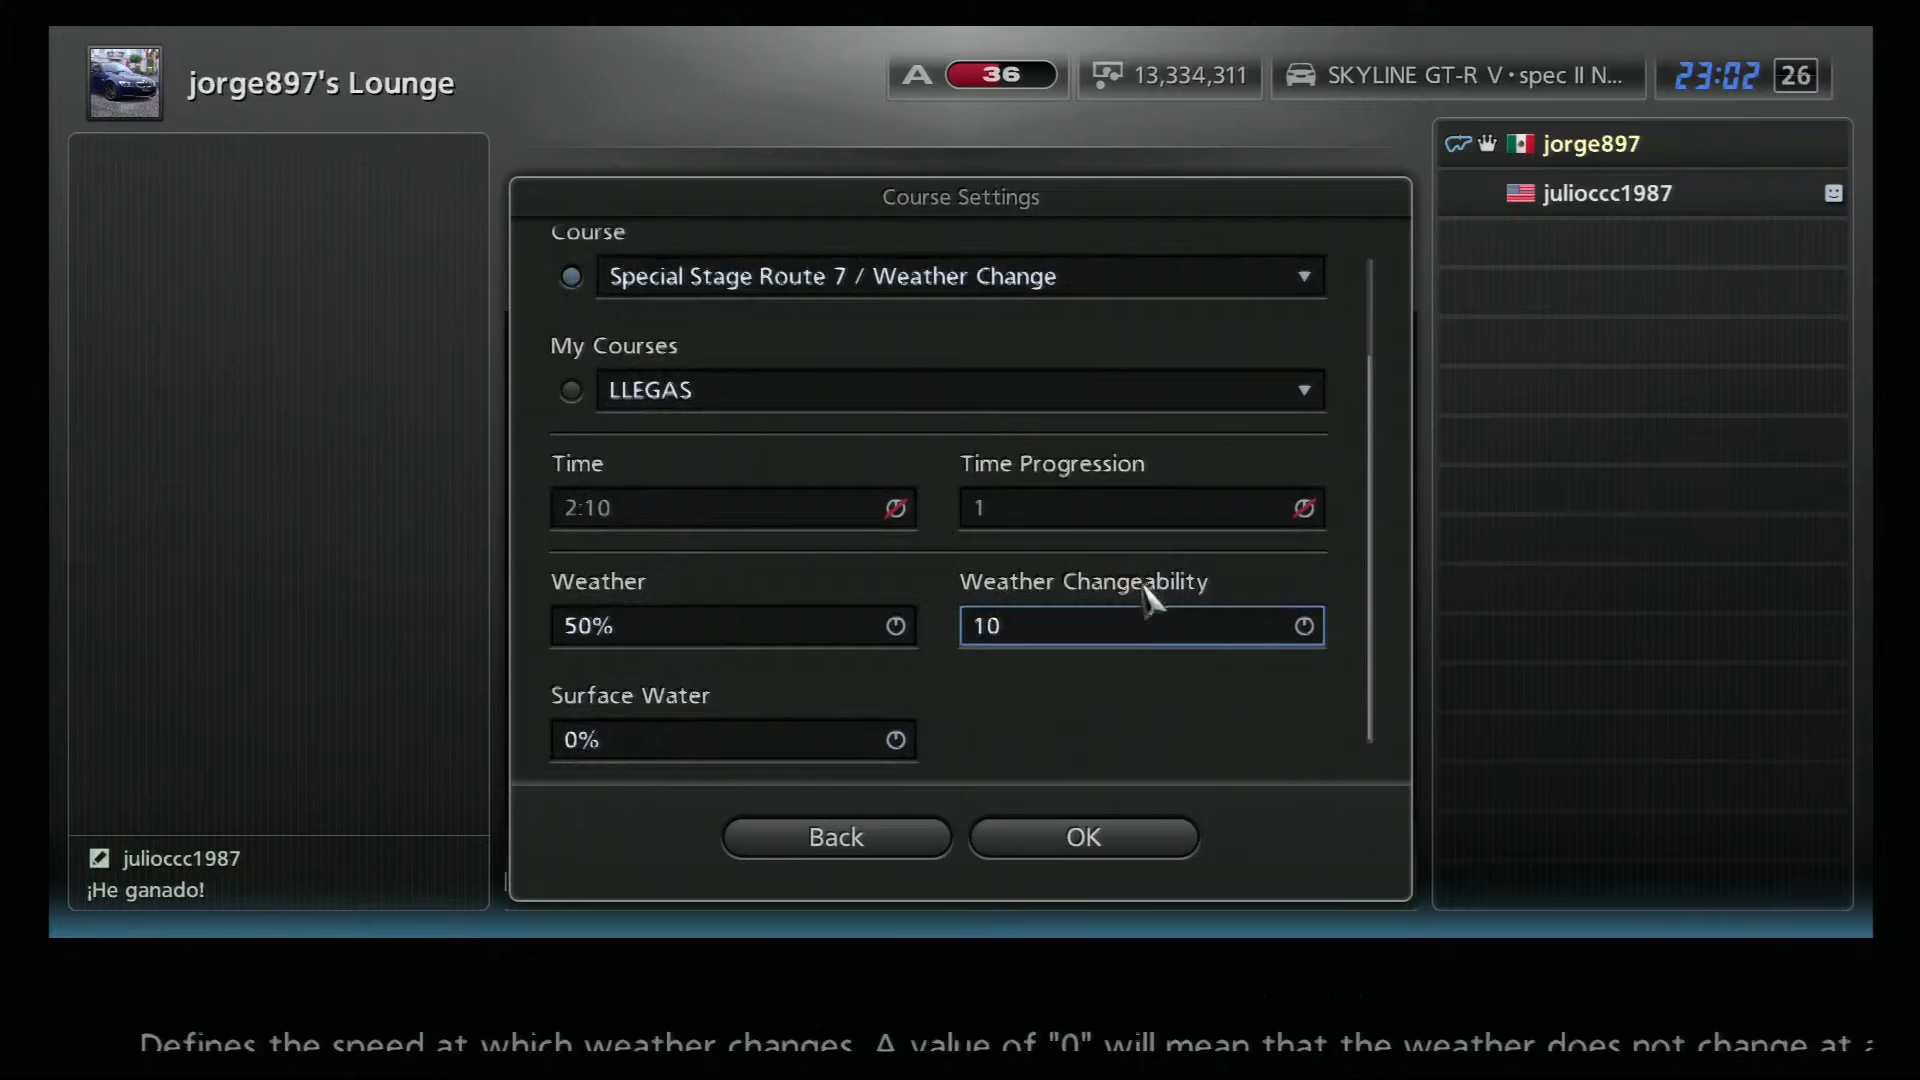 jorge897's Lounge
A 36
13,334,311
SKYLINE GT-R V・spec II N...
23:02 26
jorge897
julioccc1987
Course Settings
Course
Special Stage Route 7 / Weather Change
My Courses
LLEGAS
Time
Time Progression
2:10
1
Weather
Weather Changeability
50%
10
Surface Water
0%
Back
OK
julioccc1987
¡He ganado!
Defines the speed at which weather changes. A value of "0" will mean that the weather does not change at